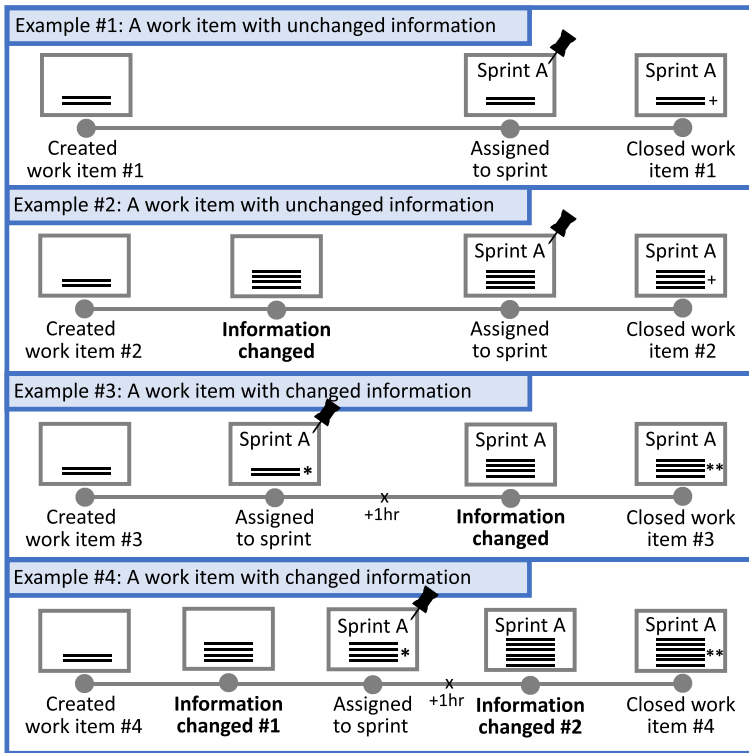 Example #1: A work item with unchanged information
Sprint A
Sprint A
+
Created
work item #1
Assigned
to sprint
Closed work
item #1
Example #2: A work item with unchanged information
Sprint A
Sprint A
+
Created
work item #2
Information
changed
Assigned
to sprint
Closed work
item #2
Example #3: A work item with changed information
Sprint A
Sprint A
Sprint A
*
**
x
+1hr
Created
work item #3
Assigned
to sprint
Information
changed
Closed work
item #3
Example #4: A work item with changed information
Sprint A
Sprint A
Sprint A
*
**
x
+1hr
Created
work item #4
Information
changed #1
Assigned
to sprint
Information
changed #2
Closed work
item #4